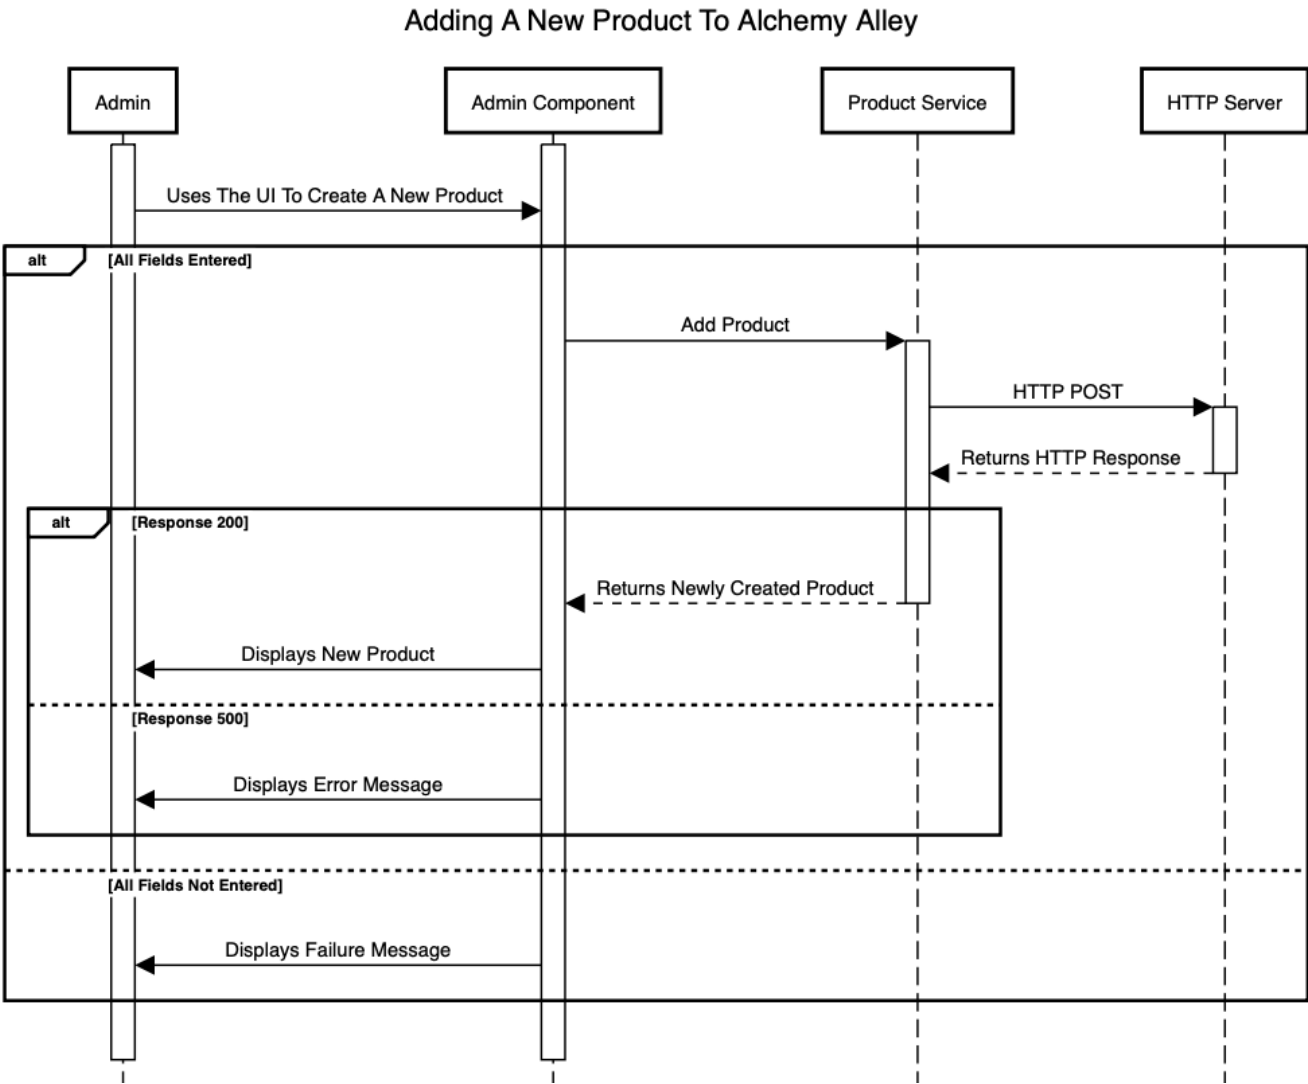 Adding A New Product To Alchemy Alley
Admin
Admin Component
Product Service
HTTP Server
Uses The UI To Create A New Product
alt
[All Fields Entered]
Add Product
HTTP POST
Returns HTTP Response
alt
[Response 200]
Returns Newly Created Product
Displays New Product
[Response 500]
Displays Error Message
[All Fields Not Entered]
Displays Failure Message